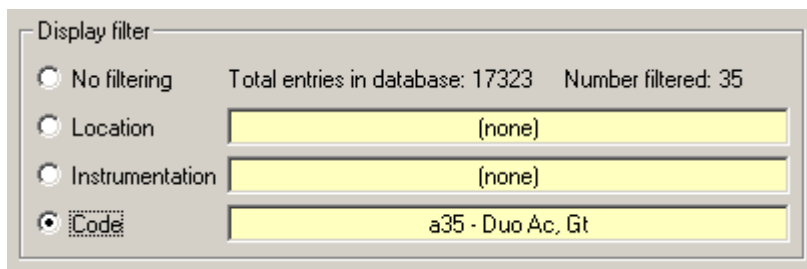 Display filter
No filtering Total entries in database: 17323 Number filtered: 35
Location (none)
Instrumentation (none)
Code a35 - Duo Ac, Gt